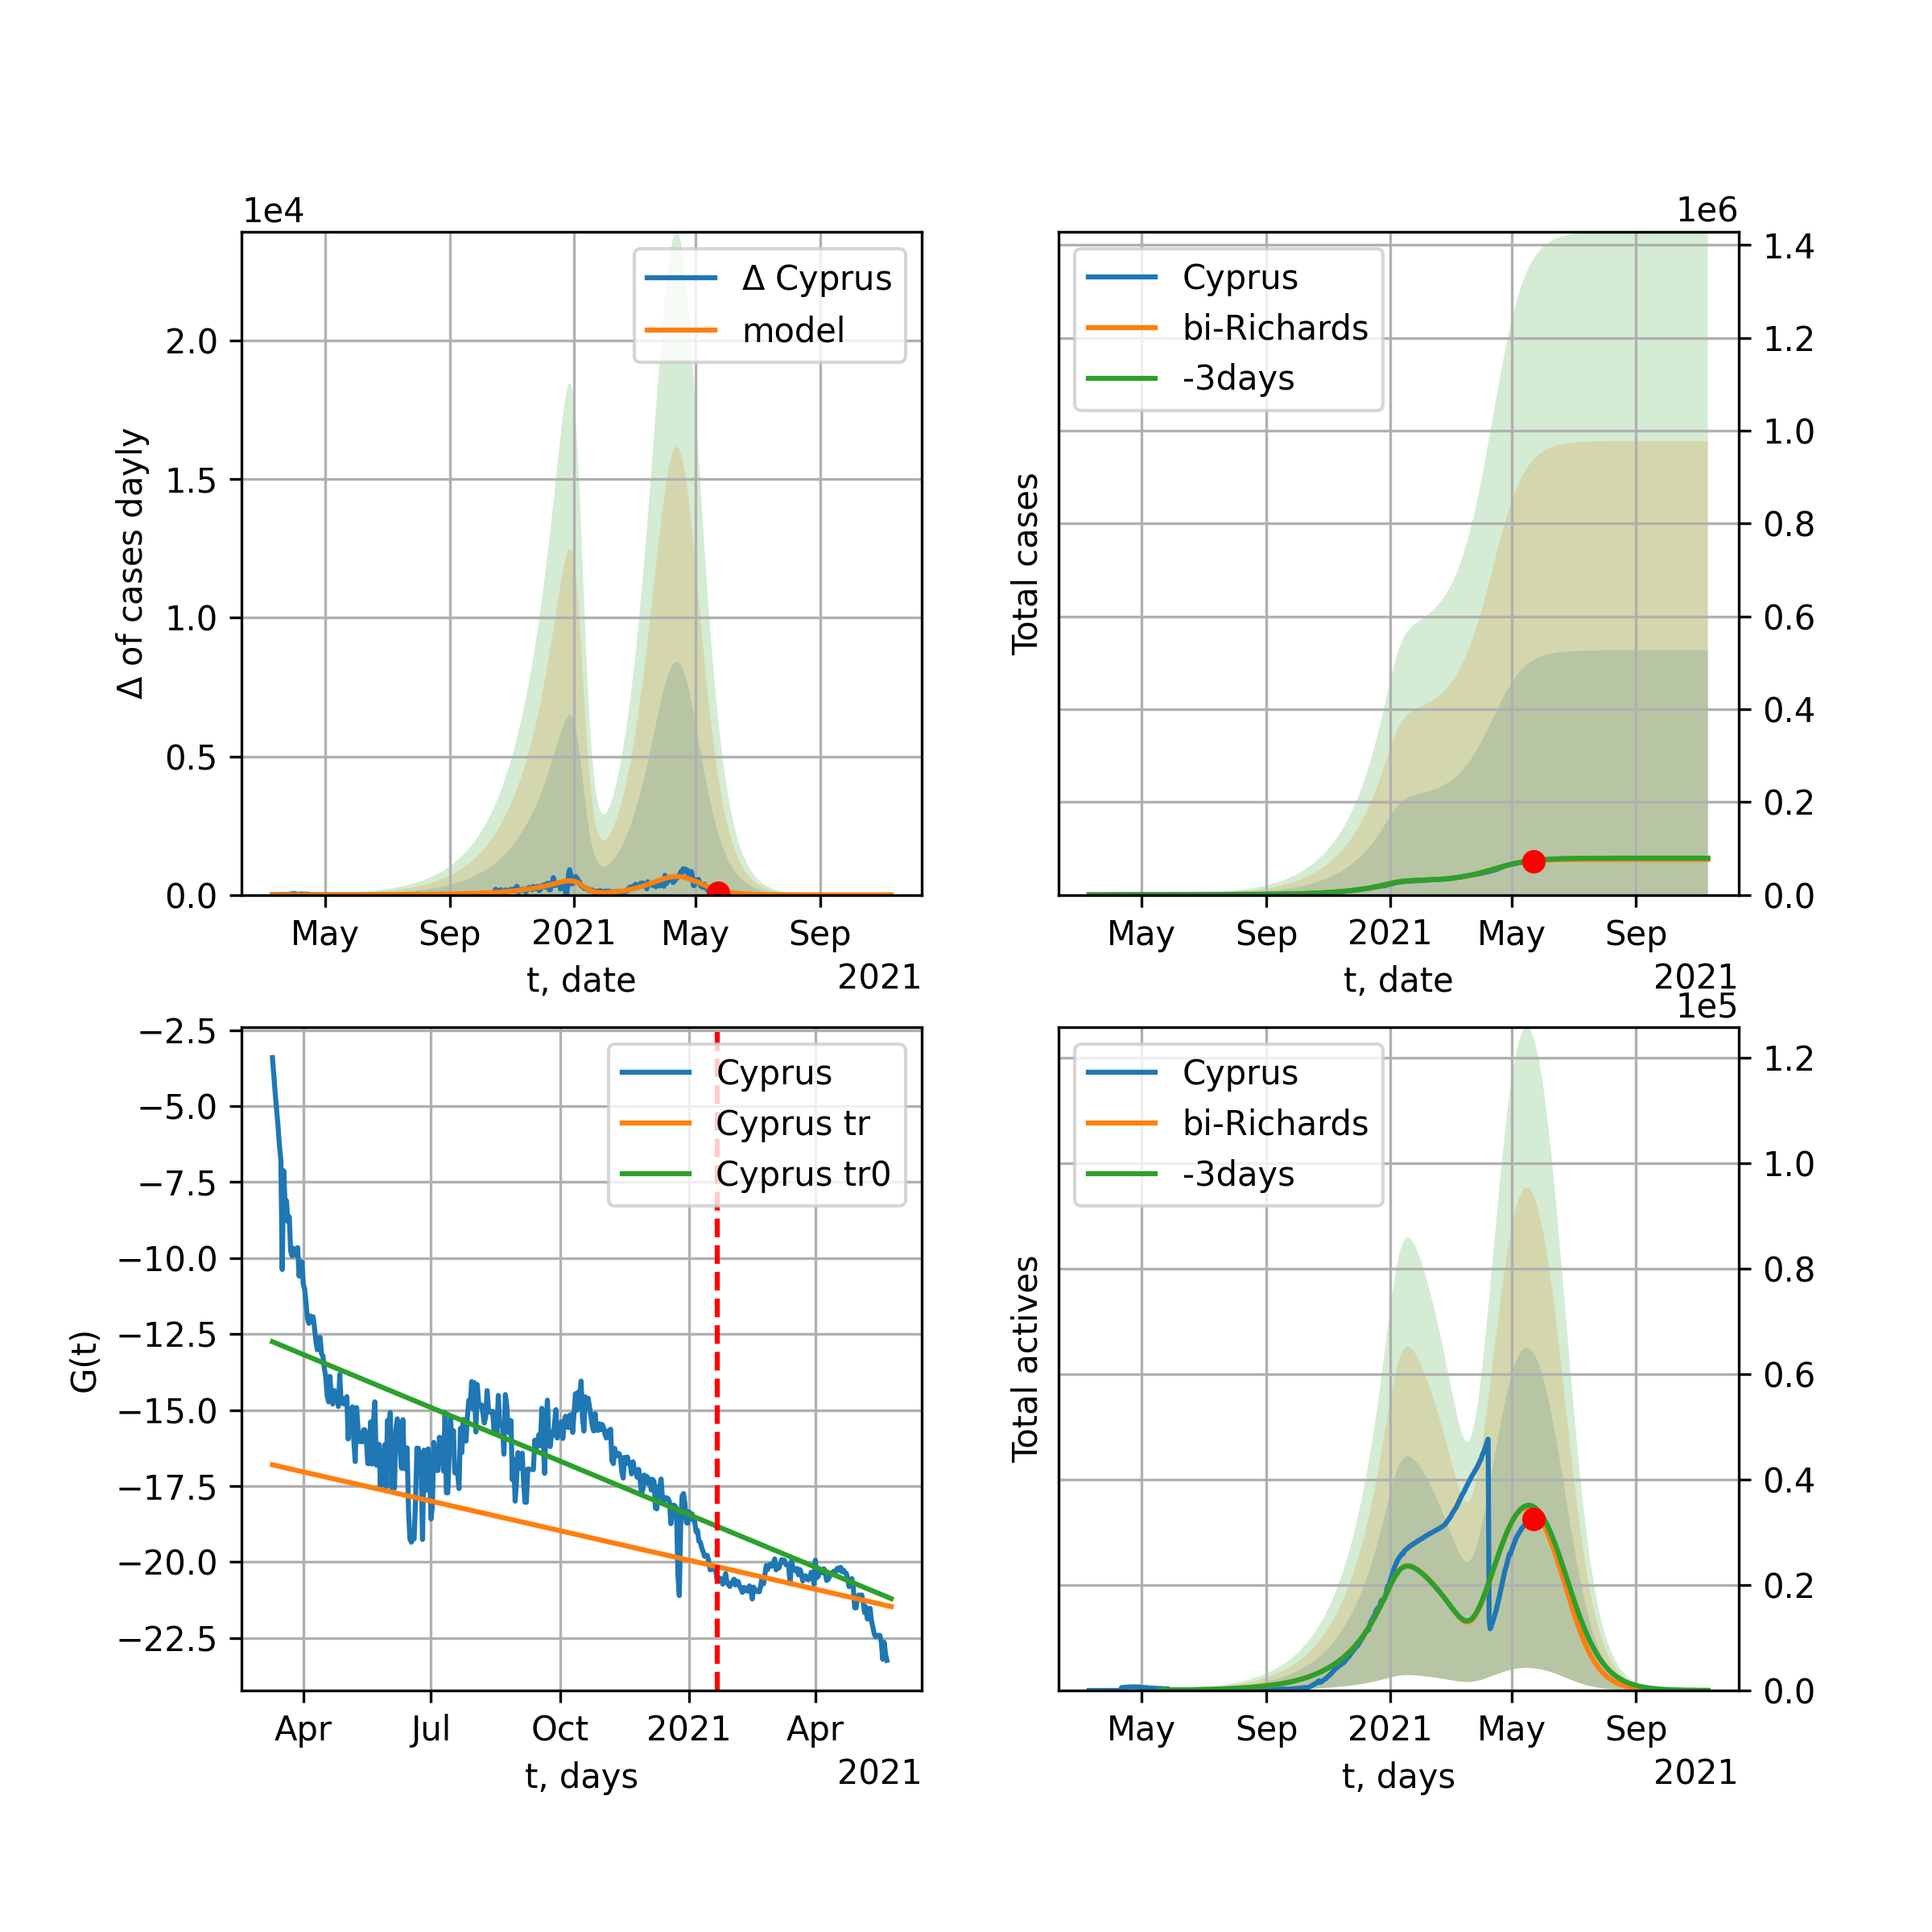 1e4
Δ of cases dayly
2.0
1.5
1.0
0.5
0.0
Δ Cyprus
model
May Sep 2021 May Sep
t, date
2021
1e6
Total cases
Cyprus
bi-Richards
-3days
1.4
1.2
1.0
0.8
0.6
0.4
0.2
0.0
May Sep 2021 May Sep
t, date
2021
G(t)
−2.5
−5.0
−7.5
−10.0
−12.5
−15.0
−17.5
−20.0
−22.5
Cyprus
Cyprus tr
Cyprus tr0
Apr Jul Oct 2021 Apr
t, days
2021
1e5
Total actives
Cyprus
bi-Richards
-3days
1.2
1.0
0.8
0.6
0.4
0.2
0.0
May Sep 2021 May Sep
t, days
2021